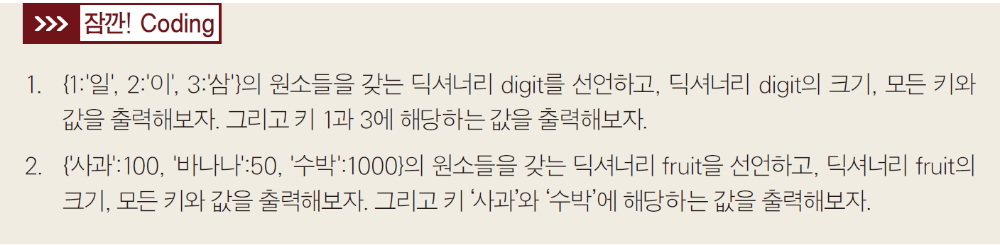 >>> 잠깐! Coding
1. {1:'일', 2:'이', 3:'삼'}의 원소들을 갖는 딕셔너리 digit를 선언하고, 딕셔너리 digit의 크기, 모든 키와
값을 출력해보자. 그리고 키 1과 3에 해당하는 값을 출력해보자.
2. {'사과':100, '바나나':50, '수박':1000}의 원소들을 갖는 딕셔너리 fruit을 선언하고, 딕셔너리 fruit의
크기, 모든 키와 값을 출력해보자. 그리고 키 ‘사과’와 ‘수박’에 해당하는 값을 출력해보자.